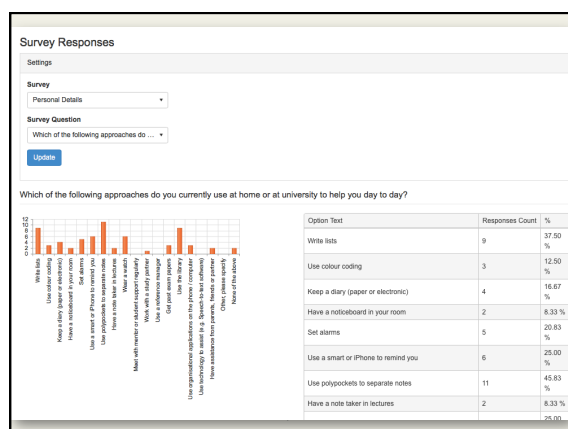 Survey Responses
Settings
Survey
Personal Details
Survey Question
Which of the following approaches do ...
Update
Which of the following approaches do you currently use at home or at university to help you day to day?
12
10
8
6
4
2
0
Write lists
Use colour coding
Keep a diary (paper or electronic)
Have a noticeboard in your room
Set alarms
Use a smart or iPhone to remind you
Use polypockets to separate notes
Have a note taker in lectures
Wear a watch
Meet with mentor or student support regularly
Work with a study partner
Use a reference manager
Get past exam papers
Use the library
Use organisational applications on the phone / computer
Use technology to assist (e.g. Speech-to-text software)
Have assistance from parents, friends or partner
Other, please specify
None of the above
Option Text Responses Count %
Write lists 9 37.50 %
Use colour coding 3 12.50 %
Keep a diary (paper or electronic) 4 16.67 %
Have a noticeboard in your room 2 8.33 %
Set alarms 5 20.83 %
Use a smart or iPhone to remind you 6 25.00 %
Use polypockets to separate notes 11 45.83 %
Have a note taker in lectures 2 8.33 %
25.00